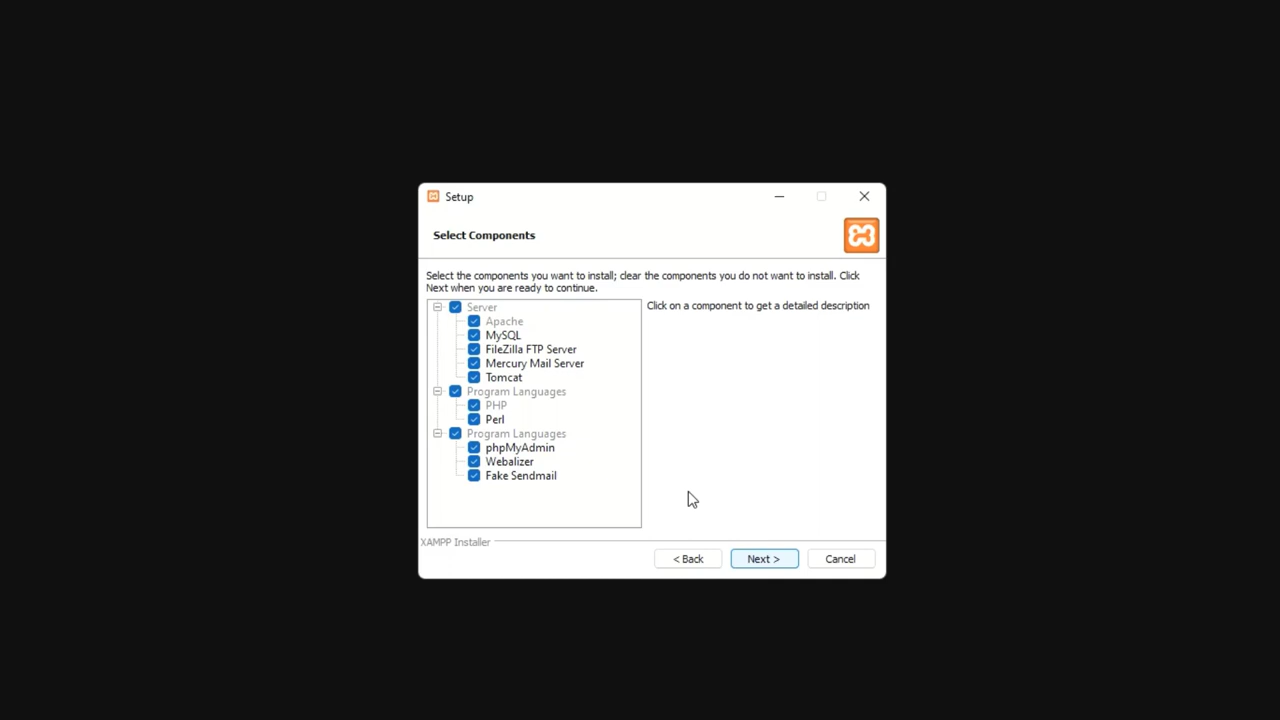 Setup
Select Components
Select the components you want to install; clear the components you do not want to install. Click
Next when you are ready to continue.
Server
Apache
MySQL
FileZilla FTP Server
Mercury Mail Server
Tomcat
Program Languages
PHP
Perl
Program Languages
phpMyAdmin
Webalizer
Fake Sendmail
Click on a component to get a detailed description
XAMPP Installer
< Back
Next >
Cancel